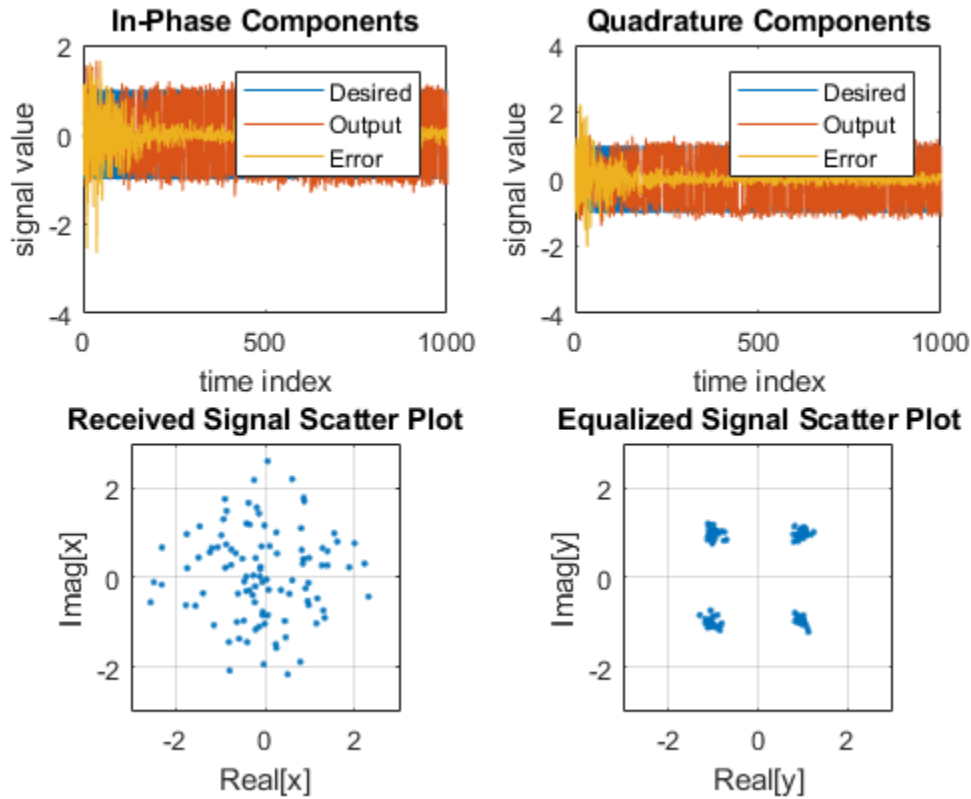 In-Phase Components
2
0
-2
-4
signal value
Desired
Output
Error
0
500
1000
time index
Quadrature Components
4
2
0
-2
-4
signal value
Desired
Output
Error
0
500
1000
time index
Received Signal Scatter Plot
2
0
-2
Imag[x]
-2
0
2
Real[x]
Equalized Signal Scatter Plot
2
0
-2
Imag[y]
-2
0
2
Real[y]